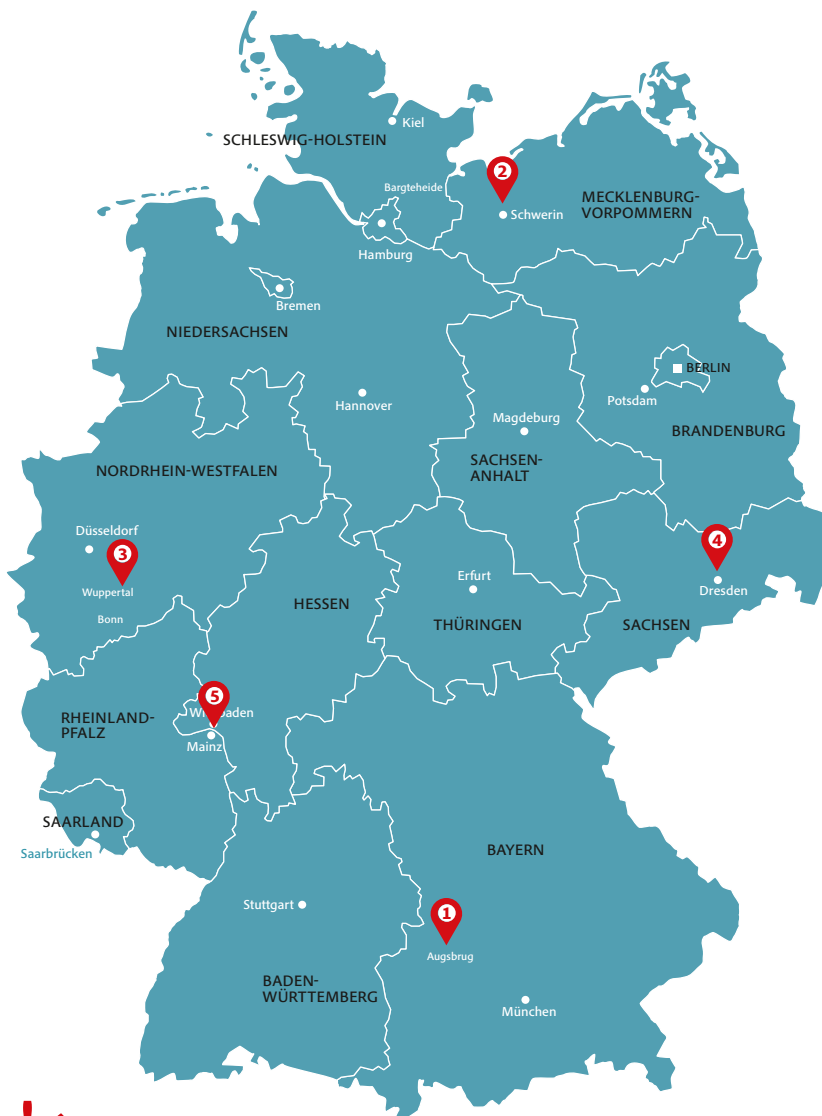 Kiel
SCHLESWIG-HOLSTEIN
2
Bargteheide
MECKLENBURG-
VORPOMMERN
Schwerin
Hamburg
Bremen
NIEDERSACHSEN
BERLIN
Potsdam
Hannover
Magdeburg
BRANDENBURG
NORDRHEIN-WESTFALEN
SACHSEN-
ANHALT
Düsseldorf
3
4
Wuppertal
Erfurt
Dresden
HESSEN
Bonn
THÜRINGEN
SACHSEN
5
RHEINLAND-
PFALZ
Mainz
SAARLAND
Saarbrücken
BAYERN
Stuttgart
1
Augsbrug
BADEN-
WÜRTTEMBERG
München